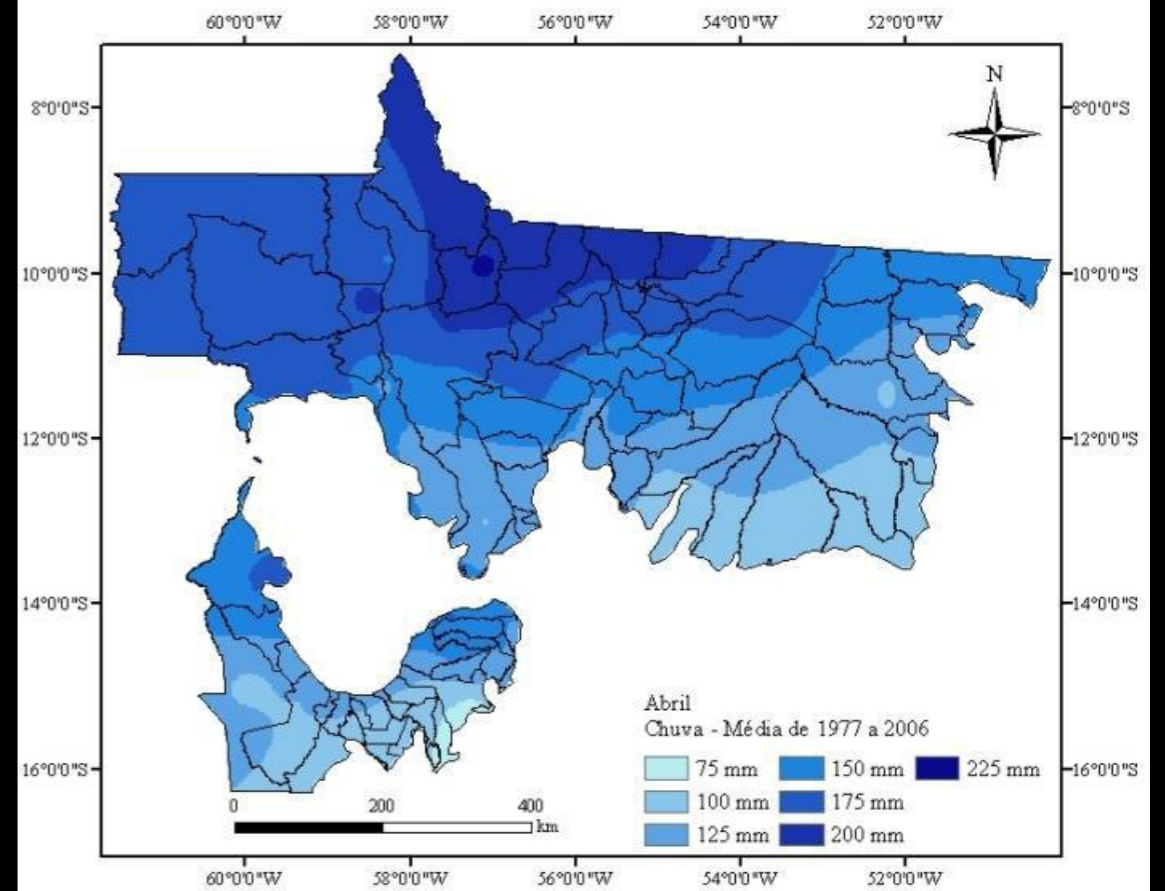 60°0'0"W 58°0'0"W 56°0'0"W 54°0'0"W 52°0'0"W
N
8°0'0"S 8°0'0"S
10°0'0"S 10°0'0"S
12°0'0"S 12°0'0"S
14°0'0"S 14°0'0"S
Abril
Chuva - Média de 1977 a 2006
75 mm 150 mm 225 mm
16°0'0"S 16°0'0"S
100 mm 175 mm
0 200 400
km
125 mm 200 mm
60°0'0"W 58°0'0"W 56°0'0"W 54°0'0"W 52°0'0"W